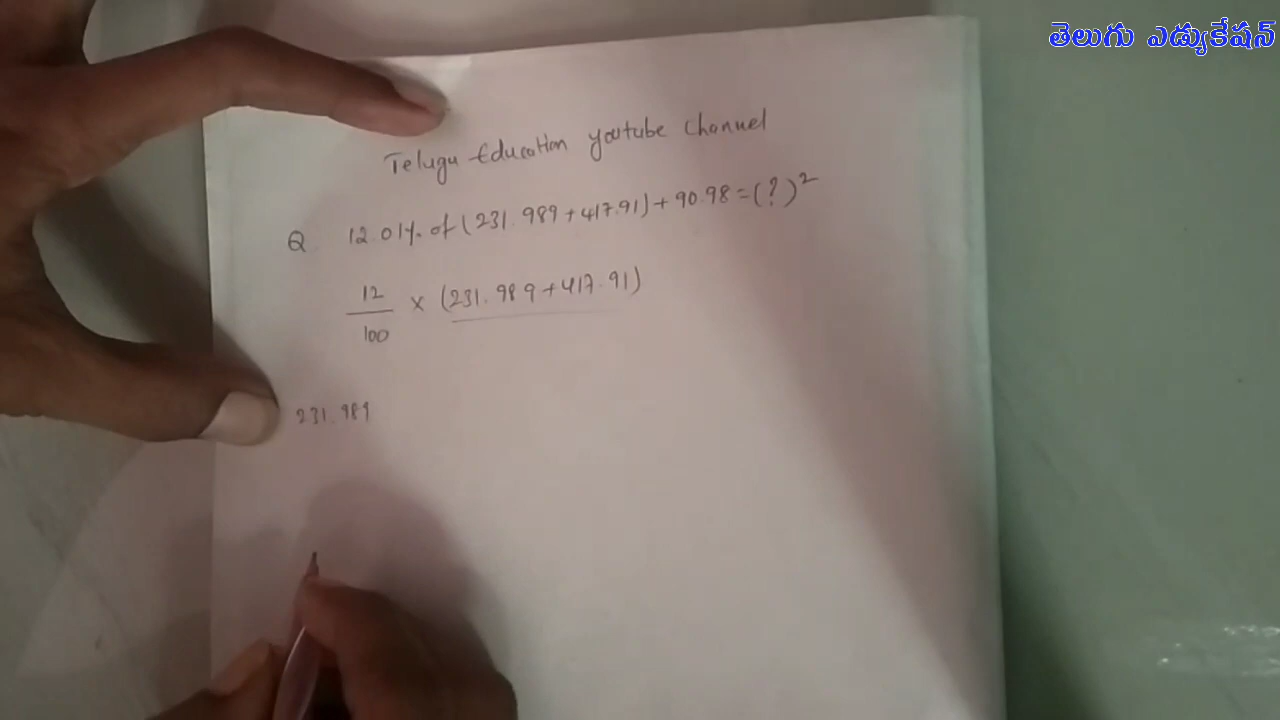 తెలుగు ఎడ్యుకేషన్
Telugu Education youtube channel
Q 12.01% of (231.989+417.91)+90.98=(?)²
12/100 × (231.989+417.91)
231.989